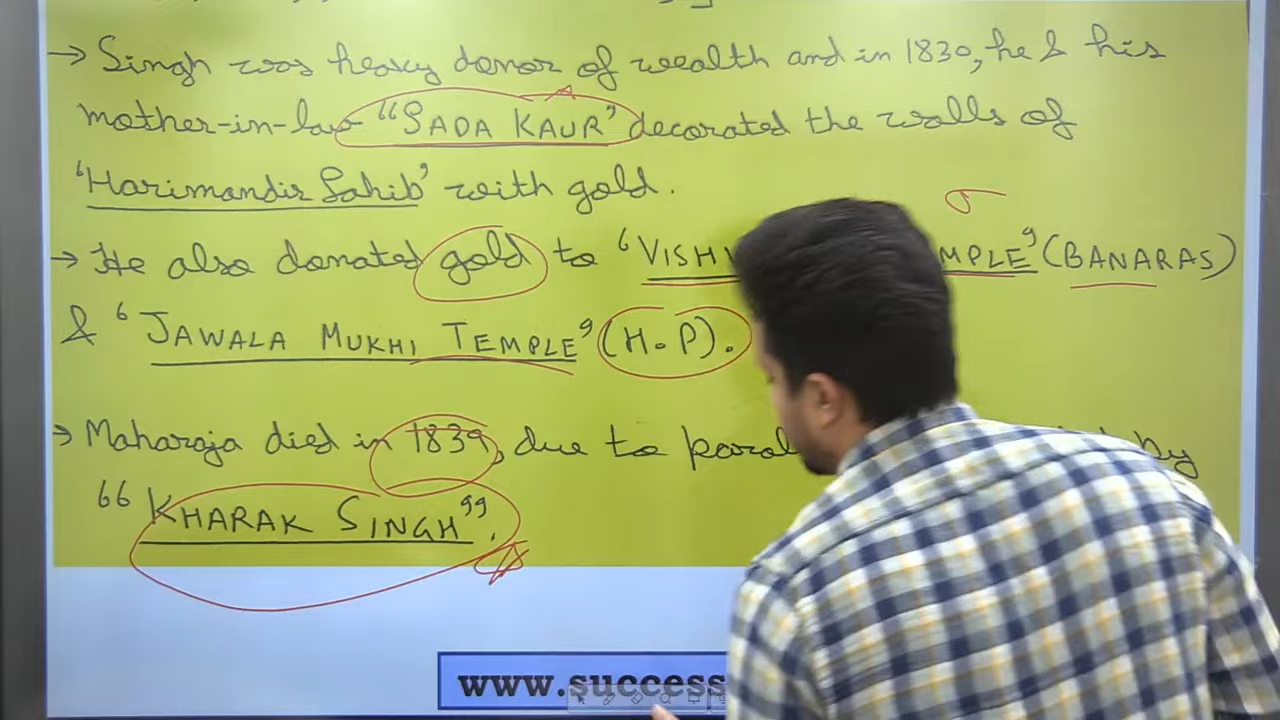 → Singh was heavy donor of wealth and in 1830, he & his
mother-in-law "SADA KAUR" decorated the walls of
'Harimandir Sahib' with gold.
→ He also donated gold to 'VISH MPLE' (BANARAS)
& 'JAWALA MUKHI TEMPLE' (H.P).
→ Maharaja died in 1839, due to paral by
"KHARAK SINGH".
www.success